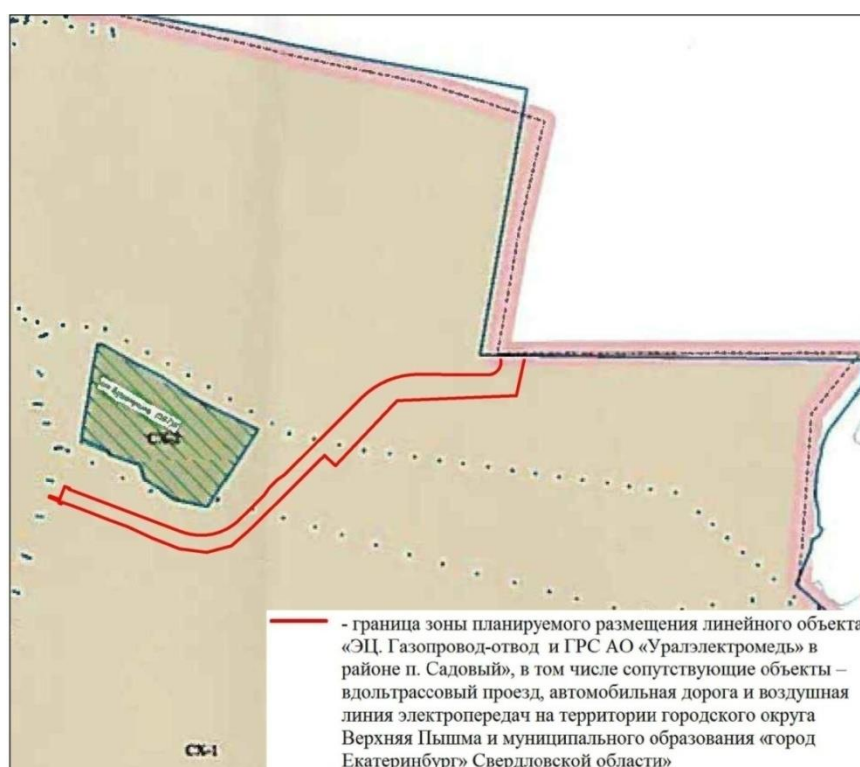 СХ-2
- граница зоны планируемого размещения линейного объекта
«ЭЦ. Газопровод-отвод и ГРС АО «Уралэлектромедь» в
районе п. Садовый», в том числе сопутствующие объекты –
вдольтрассовый проезд, автомобильная дорога и воздушная
линия электропередач на территории городского округа
Верхняя Пышма и муниципального образования «город
Екатеринбург» Свердловской области»
СХ-1